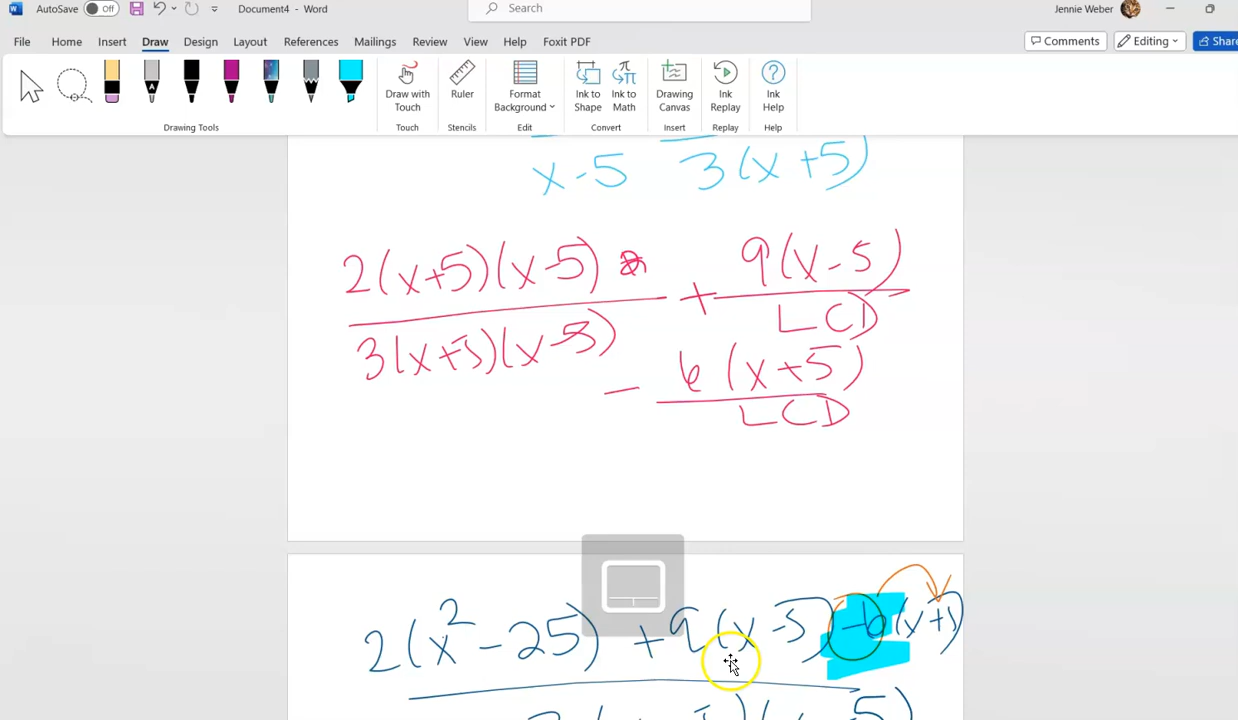 AutoSave Off Document4 - Word Search Jennie Weber
File Home Insert Draw Design Layout References Mailings Review View Help Foxit PDF Comments Editing Share
Draw with Touch Ruler Format Background Ink to Shape Ink to Math Drawing Canvas Ink Replay Ink Help
Drawing Tools Touch Stencils Edit Convert Insert Replay Help
x-5 3(x+5)
2(x+5)(x-5) + 9(x-5)
3(x+5)(x-5) LCD
- 6(x+5)
LCD
2(x²-25) +9(x-5)-6(x+5)